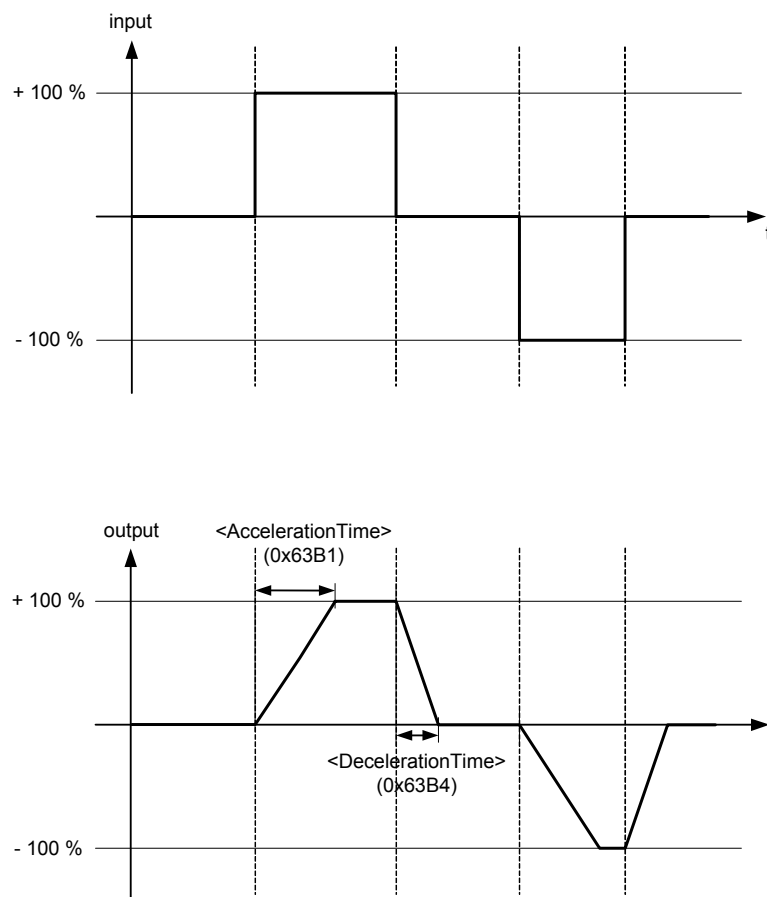 input
+ 100 %
t
- 100 %
output
<AccelerationTime>
(0x63B1)
+ 100 %
<DecelerationTime>
(0x63B4)
- 100 %